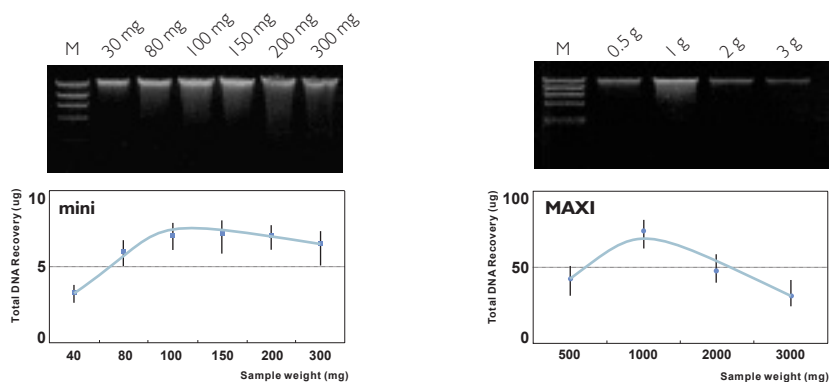 M 30 mg 80 mg 100 mg 150 mg 200 mg 300 mg
M 0.5 g 1 g 2 g 3 g
Total DNA Recovery (ug)
10
5
0
mini
40 80 100 150 200 300
Sample weight (mg)
Total DNA Recovery (ug)
100
50
0
MAXI
500 1000 2000 3000
Sample weight (mg)